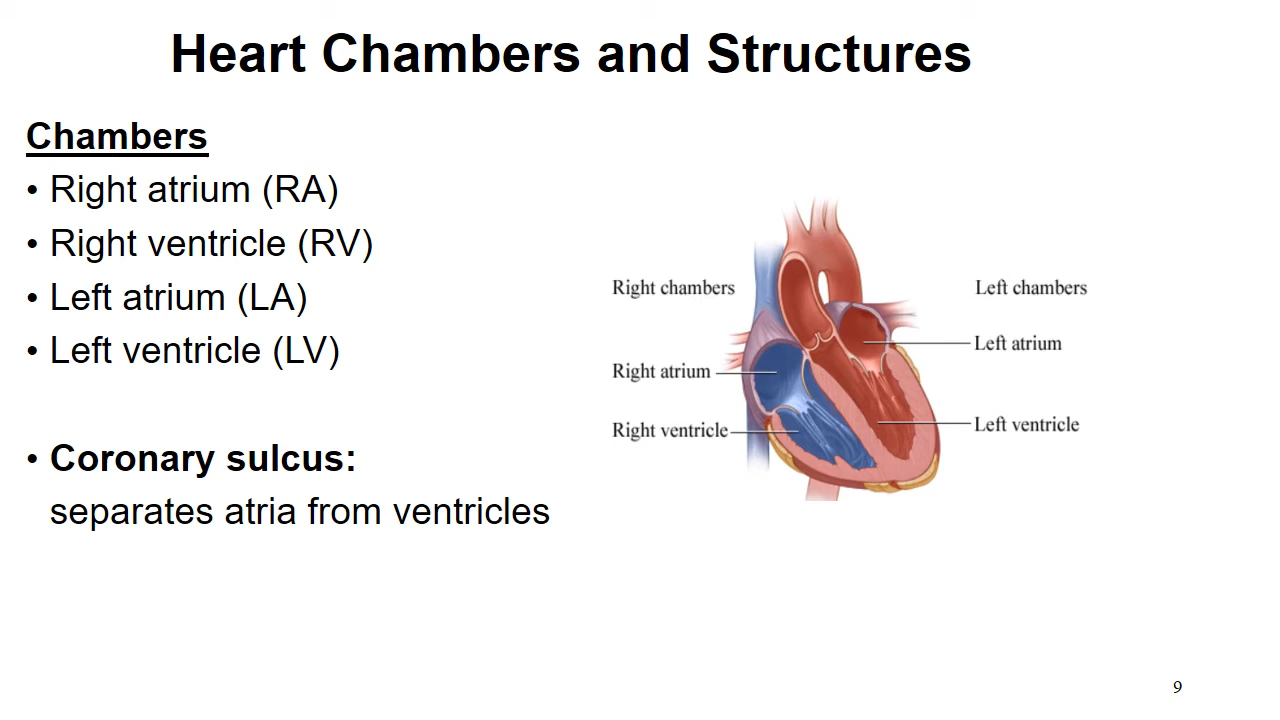 Heart Chambers and Structures
Chambers
• Right atrium (RA)
• Right ventricle (RV)
• Left atrium (LA)
• Left ventricle (LV)
• Coronary sulcus:
separates atria from ventricles
Right chambers
Left chambers
Left atrium
Right atrium
Left ventricle
Right ventricle
9